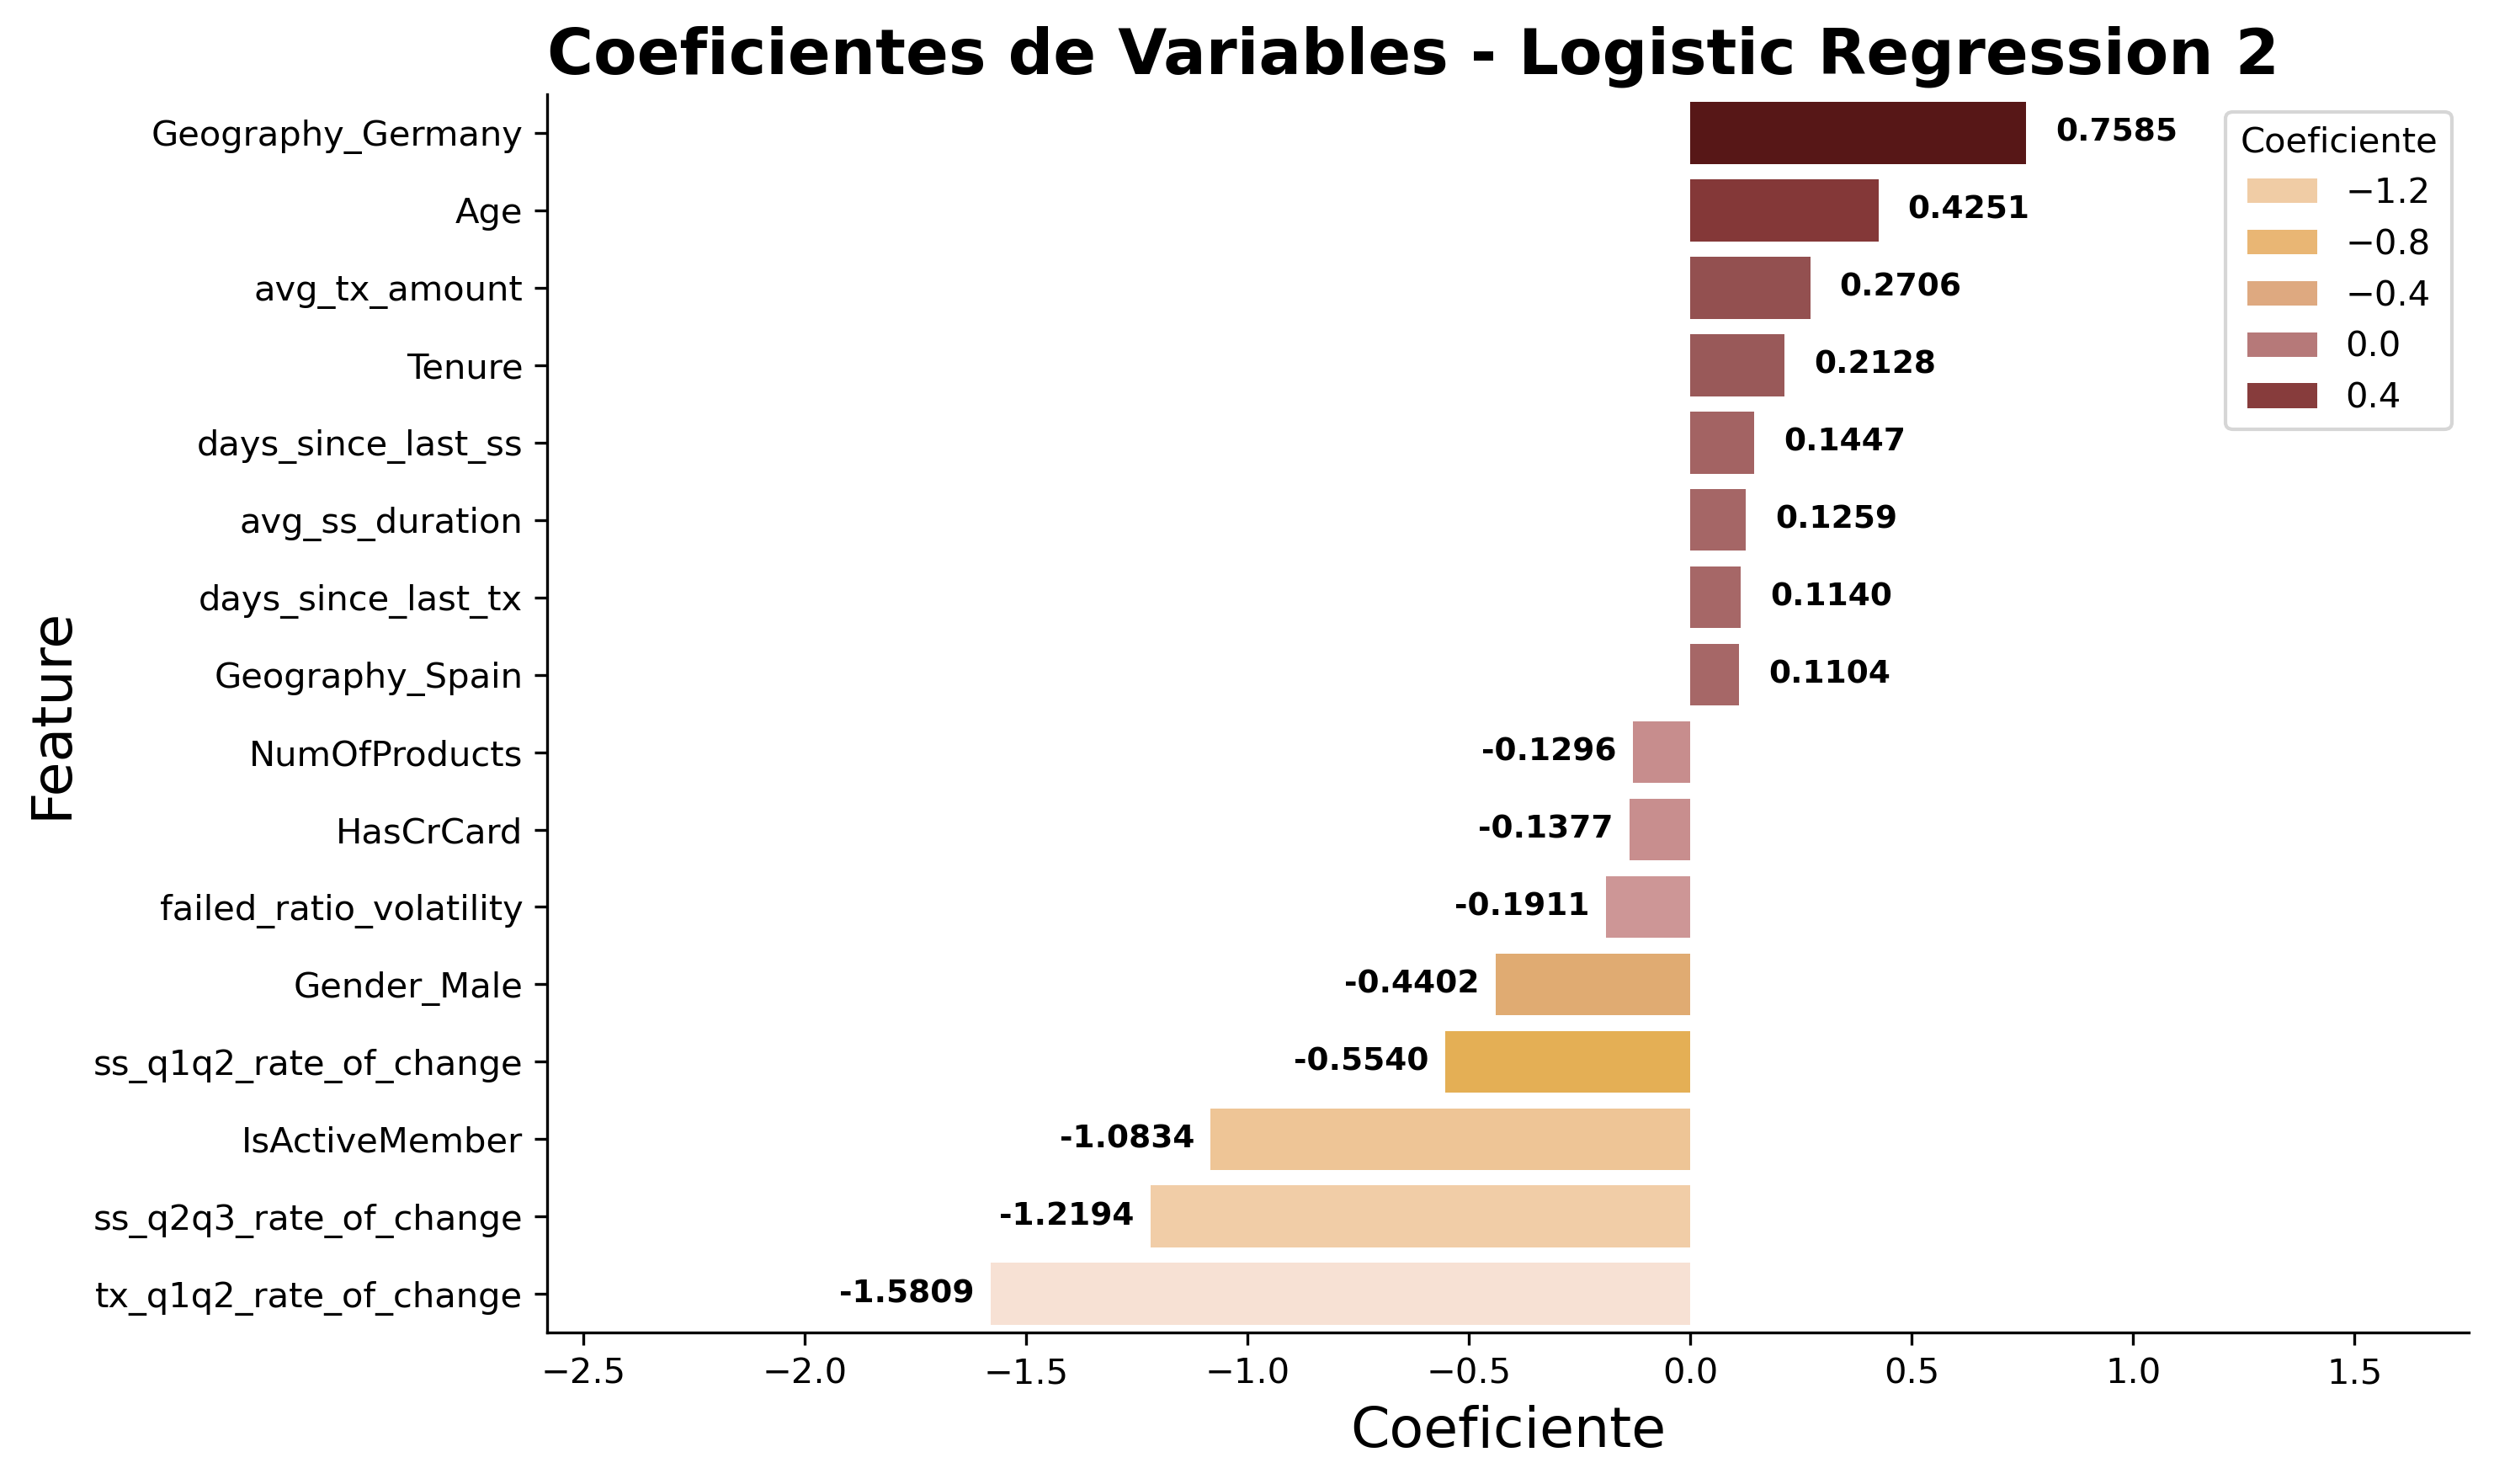 Coeficientes de Variables - Logistic Regression 2
Geography_Germany 0.7585
Age 0.4251
avg_tx_amount 0.2706
Tenure 0.2128
days_since_last_ss 0.1447
avg_ss_duration 0.1259
days_since_last_tx 0.1140
Geography_Spain 0.1104
NumOfProducts -0.1296
HasCrCard -0.1377
failed_ratio_volatility -0.1911
Gender_Male -0.4402
ss_q1q2_rate_of_change -0.5540
IsActiveMember -1.0834
ss_q2q3_rate_of_change -1.2194
tx_q1q2_rate_of_change -1.5809
Coeficiente
−1.2
−0.8
−0.4
0.0
0.4
Feature
−2.5 −2.0 −1.5 −1.0 −0.5 0.0 0.5 1.0 1.5
Coeficiente